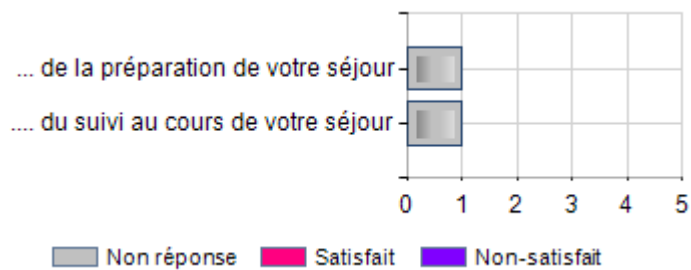 ... de la préparation de votre séjour
.... du suivi au cours de votre séjour
0 1 2 3 4 5
Non réponse Satisfait Non-satisfait